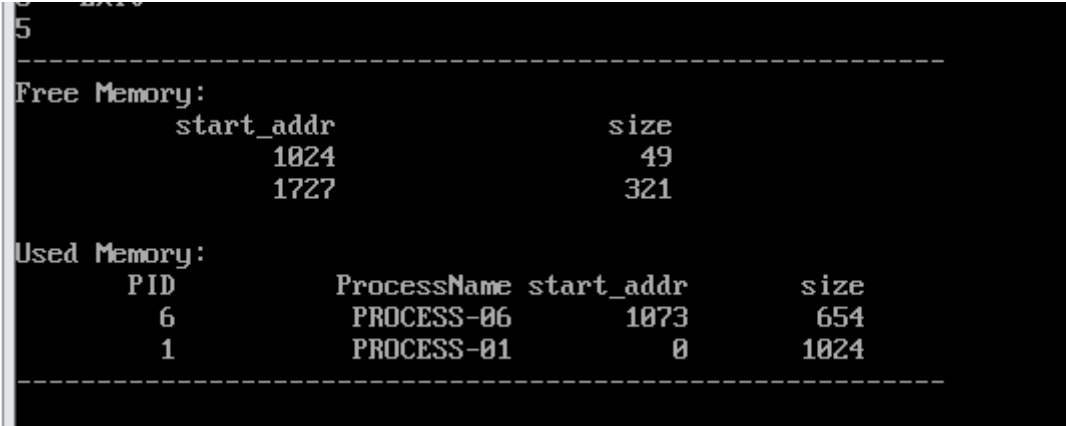 5
----------------------------------------------------------
Free Memory:
start_addr size
1024 49
1727 321
Used Memory:
PID ProcessName start_addr size
6 PROCESS-06 1073 654
1 PROCESS-01 0 1024
----------------------------------------------------------